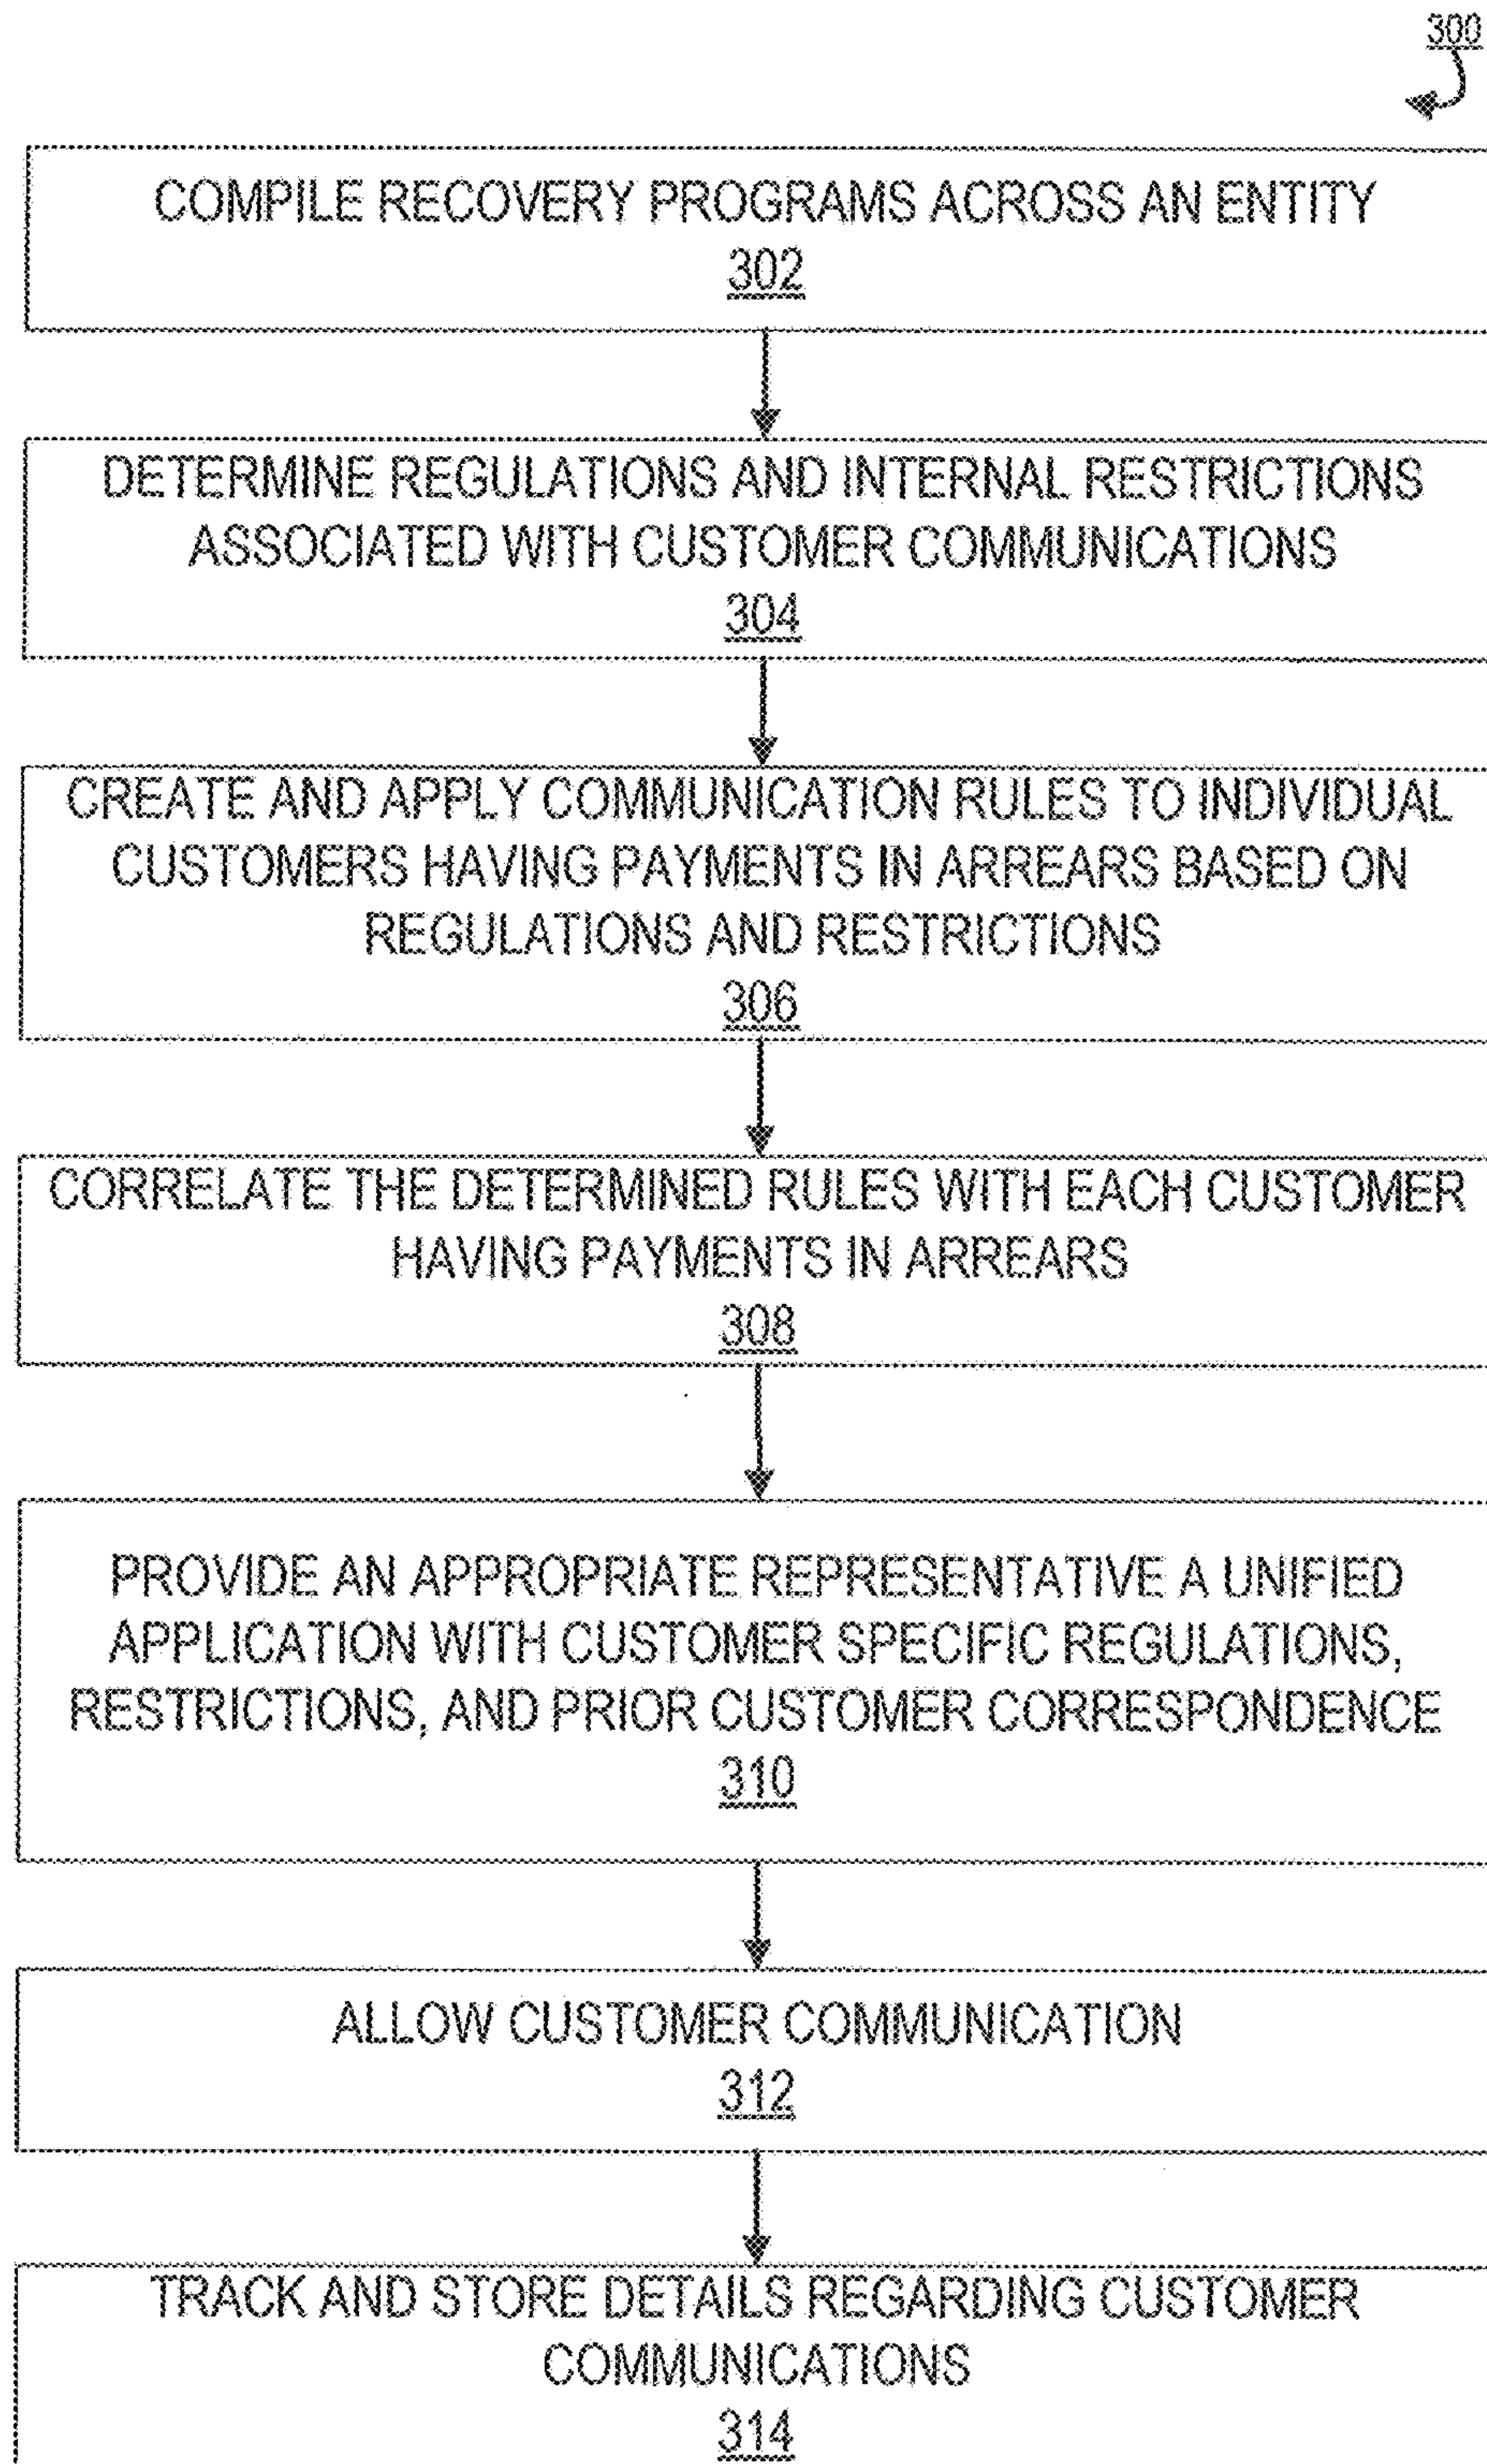 300
COMPILE RECOVERY PROGRAMS ACROSS AN ENTITY
302
DETERMINE REGULATIONS AND INTERNAL RESTRICTIONS
ASSOCIATED WITH CUSTOMER COMMUNICATIONS
304
CREATE AND APPLY COMMUNICATION RULES TO INDIVIDUAL
CUSTOMERS HAVING PAYMENTS IN ARREARS BASED ON
REGULATIONS AND RESTRICTIONS
306
CORRELATE THE DETERMINED RULES WITH EACH CUSTOMER
HAVING PAYMENTS IN ARREARS
308
PROVIDE AN APPROPRIATE REPRESENTATIVE A UNIFIED
APPLICATION WITH CUSTOMER SPECIFIC REGULATIONS,
RESTRICTIONS, AND PRIOR CUSTOMER CORRESPONDENCE
310
ALLOW CUSTOMER COMMUNICATION
312
TRACK AND STORE DETAILS REGARDING CUSTOMER
COMMUNICATIONS
314